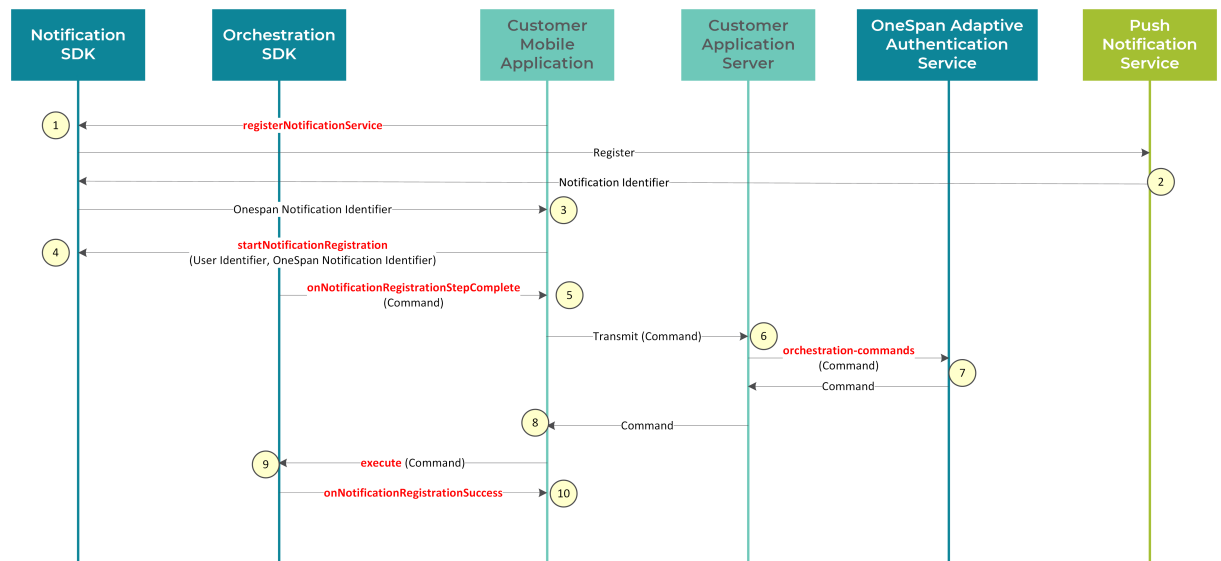 Notification
SDK
Orchestration
SDK
Customer
Mobile
Application
Customer
Application
Server
OneSpan Adaptive
Authentication
Service
Push
Notification
Service
1
registerNotificationService
Register
Notification Identifier
2
Onespan Notification Identifier
3
4
startNotificationRegistration
(User Identifier, OneSpan Notification Identifier)
onNotificationRegistrationStepComplete
(Command)
5
Transmit (Command)
6
orchestration-commands
(Command)
7
Command
8
Command
9
execute (Command)
onNotificationRegistrationSuccess
10